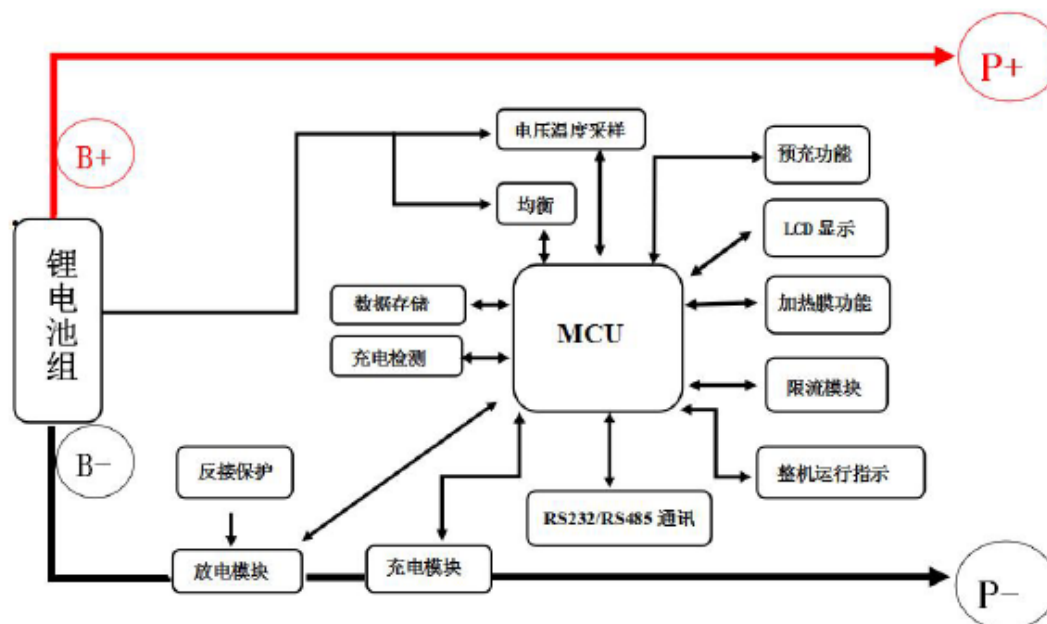 P+
B+
电压温度采样
预充功能
均衡
LCD 显示
锂电池组
数据存储
MCU
加热膜功能
充电检测
限流模块
B-
反接保护
整机运行指示
RS232/RS485 通讯
放电模块
充电模块
P-